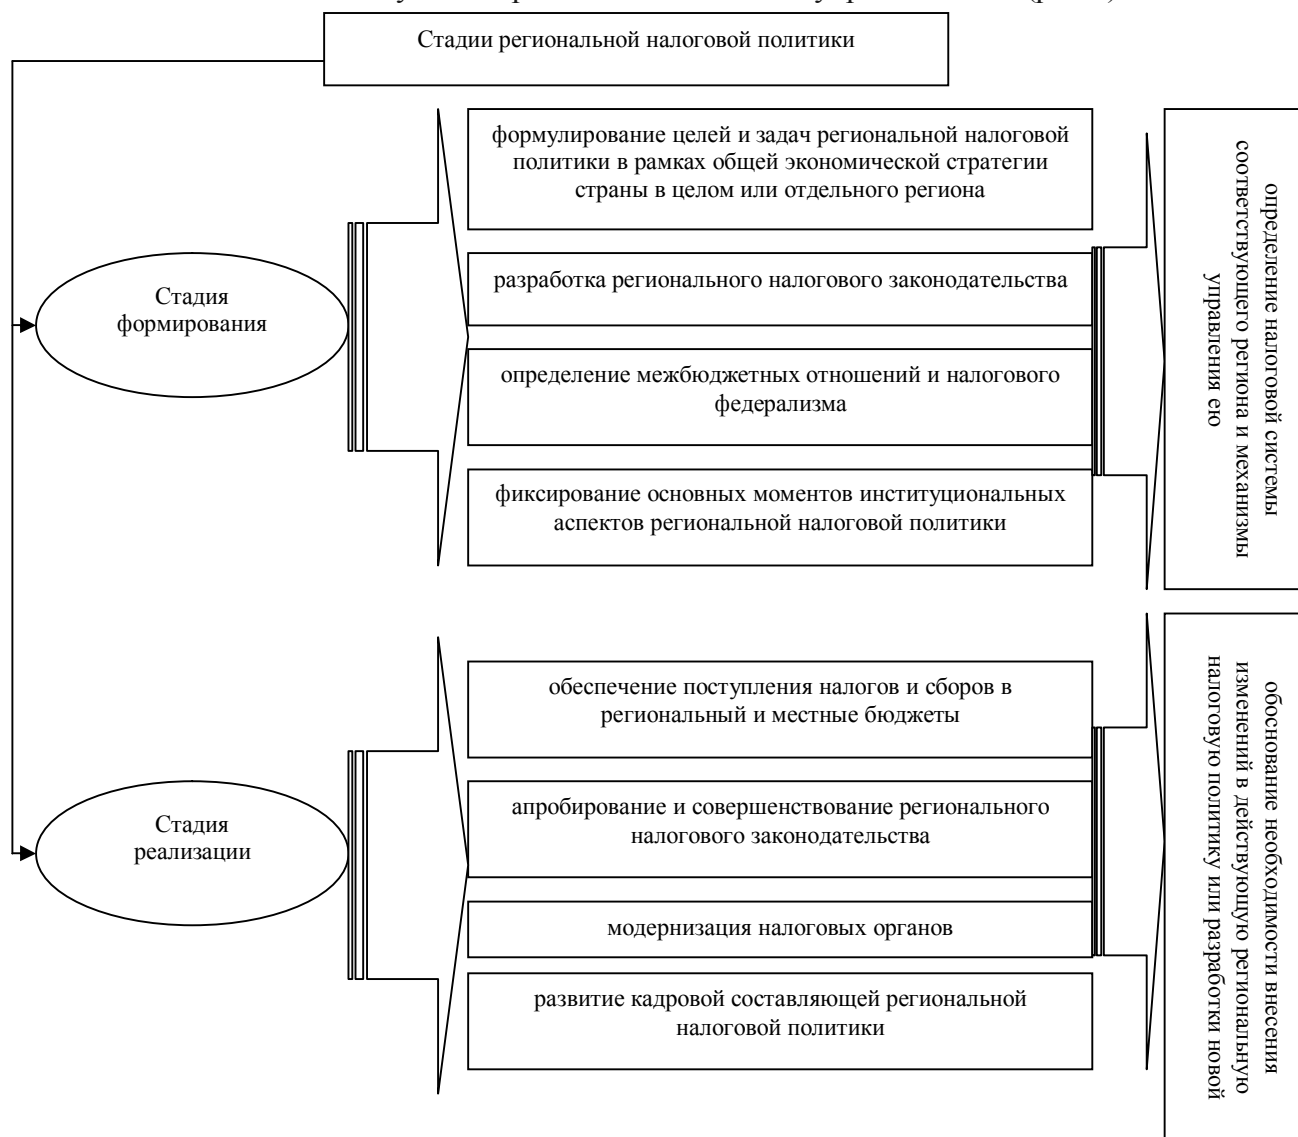 Стадии региональной налоговой политики
формулирование целей и задач региональной налоговой
политики в рамках общей экономической стратегии
страны в целом или отдельного региона
разработка регионального налогового законодательства
Стадия
формирования
определение межбюджетных отношений и налогового
федерализма
фиксирование основных моментов институциональных
аспектов региональной налоговой политики
определение налоговой системы
соответствующего региона и механизмы
управления ею
обеспечение поступления налогов и сборов в
региональный и местные бюджеты
апробирование и совершенствование регионального
налогового законодательства
Стадия
реализации
модернизация налоговых органов
развитие кадровой составляющей региональной
налоговой политики
обоснование необходимости внесения
изменений в действующую региональную
налоговую политику или разработки новой